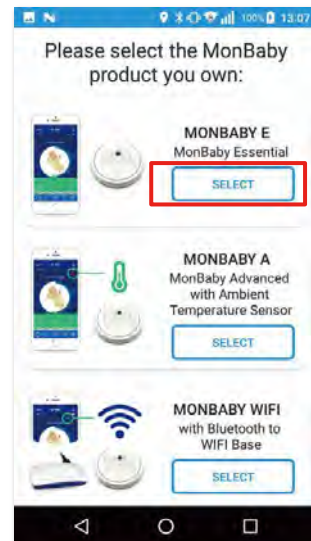 100% 13:07
Please select the MonBaby
product you own:
MONBABY E
MonBaby Essential
SELECT
MONBABY A
MonBaby Advanced
with Ambient
Temperature Sensor
SELECT
MONBABY WIFI
with Bluetooth to
WIFI Base
SELECT